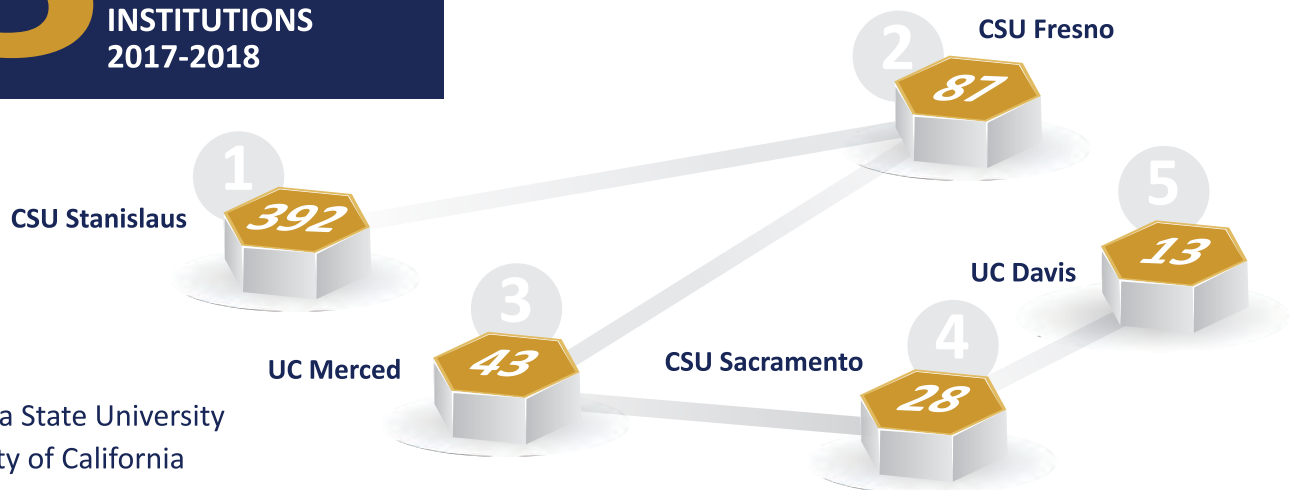 INSTITUTIONS
2017-2018
2
CSU Fresno
87
1
CSU Stanislaus
392
5
13
UC Davis
3
43
UC Merced
4
CSU Sacramento
28
State University
of California